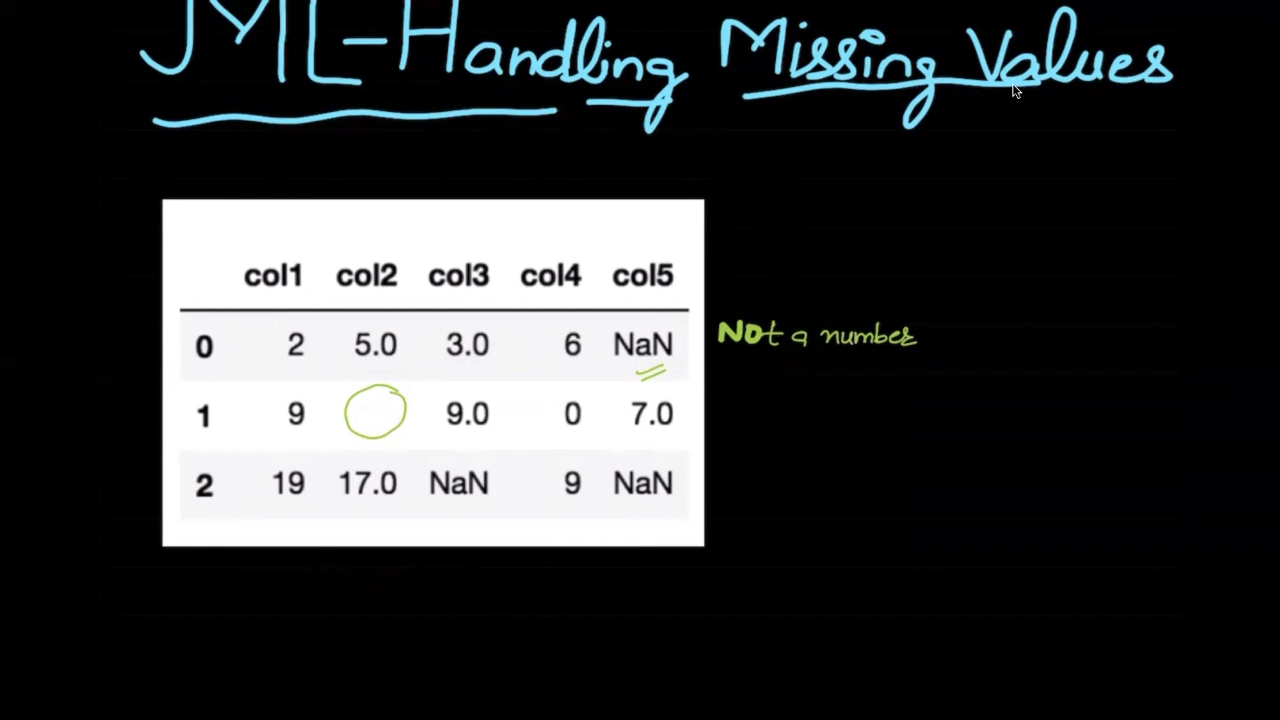 ML-Handling Missing Values
col1 col2 col3 col4 col5
0 2 5.0 3.0 6 NaN Not a number
1 9 9.0 0 7.0
2 19 17.0 NaN 9 NaN